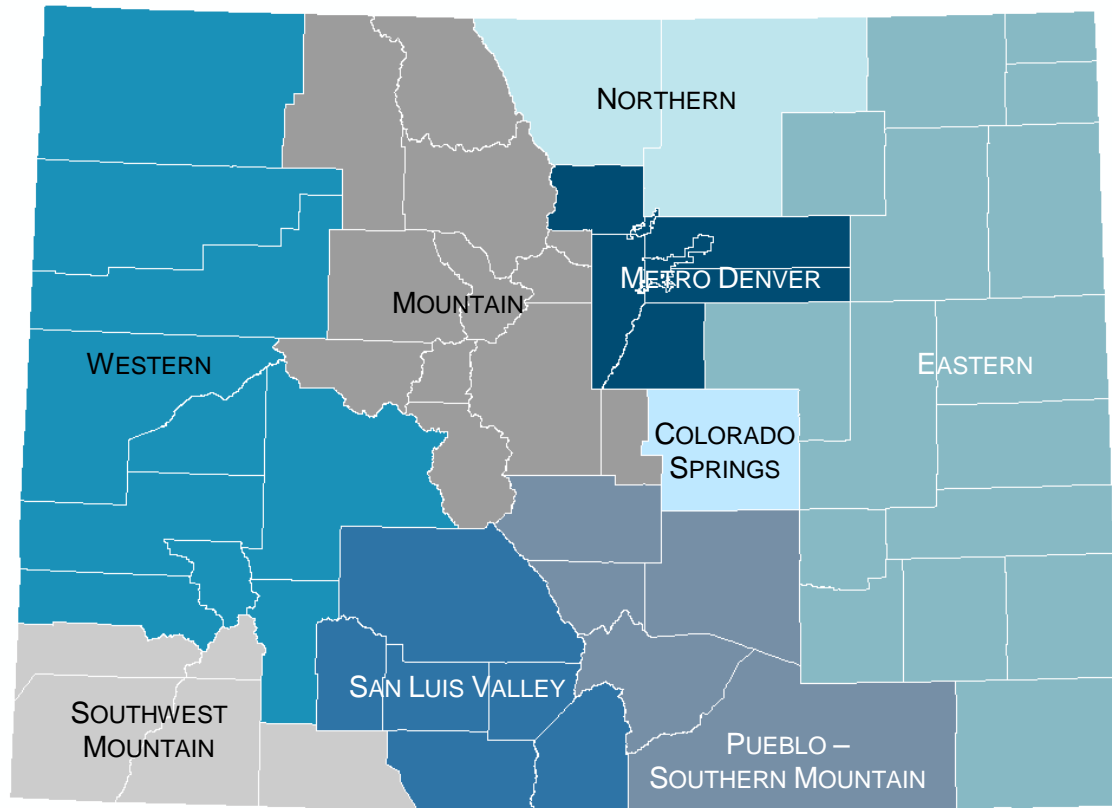 NORTHERN
METRO DENVER
MOUNTAIN
WESTERN
EASTERN
COLORADO
SPRINGS
SAN LUIS VALLEY
SOUTHWEST
MOUNTAIN
PUEBLO –
SOUTHERN MOUNTAIN